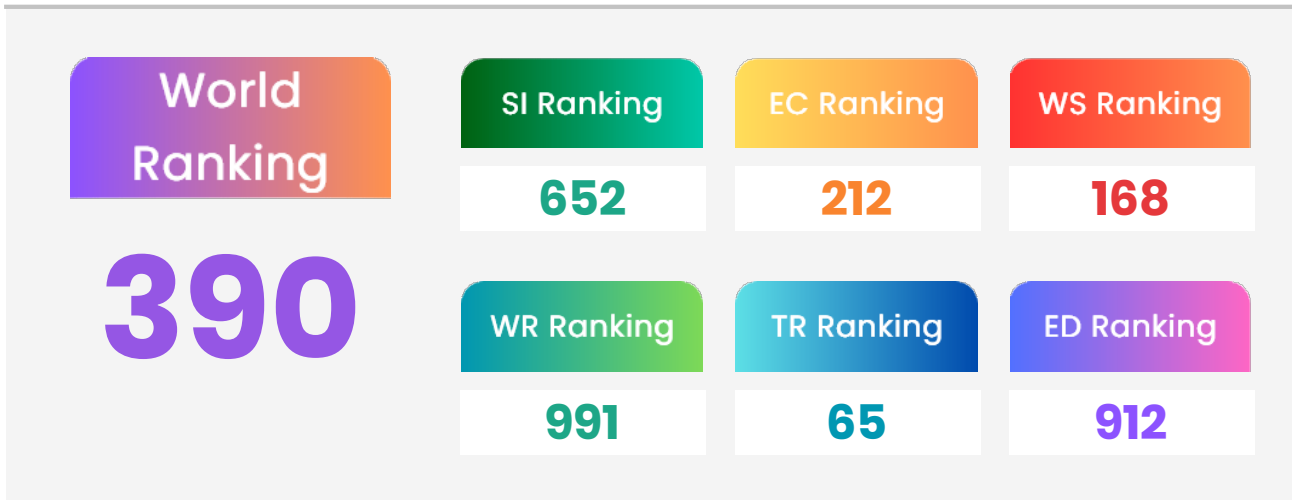 World
Ranking
390
SI Ranking
652
EC Ranking
212
WS Ranking
168
WR Ranking
991
TR Ranking
65
ED Ranking
912